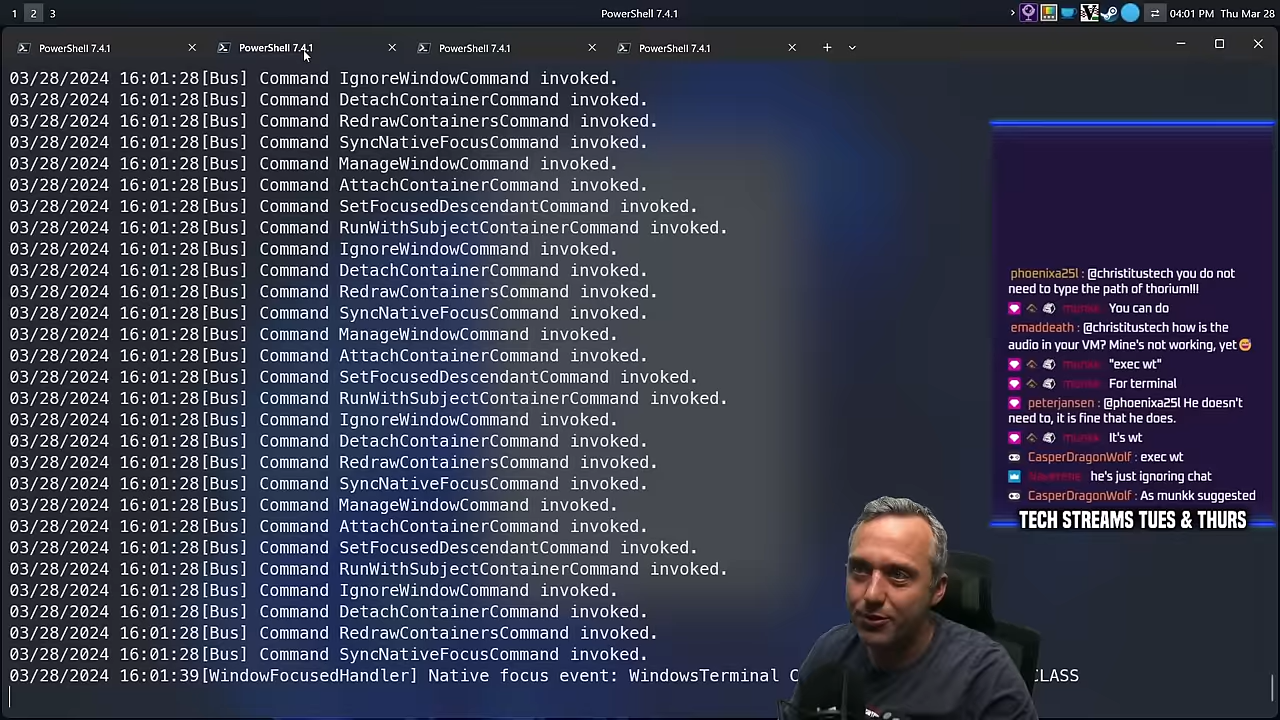 1 2 3
PowerShell 7.4.1
04:01 PM Thu Mar 28
PowerShell 7.4.1
PowerShell 7.4.1
PowerShell 7.4.1
PowerShell 7.4.1
03/28/2024 16:01:28[Bus] Command IgnoreWindowCommand invoked.
03/28/2024 16:01:28[Bus] Command DetachContainerCommand invoked.
03/28/2024 16:01:28[Bus] Command RedrawContainersCommand invoked.
03/28/2024 16:01:28[Bus] Command SyncNativeFocusCommand invoked.
03/28/2024 16:01:28[Bus] Command ManageWindowCommand invoked.
03/28/2024 16:01:28[Bus] Command AttachContainerCommand invoked.
03/28/2024 16:01:28[Bus] Command SetFocusedDescendantCommand invoked.
03/28/2024 16:01:28[Bus] Command RunWithSubjectContainerCommand invoked.
03/28/2024 16:01:28[Bus] Command IgnoreWindowCommand invoked.
03/28/2024 16:01:28[Bus] Command DetachContainerCommand invoked.
03/28/2024 16:01:28[Bus] Command RedrawContainersCommand invoked.
03/28/2024 16:01:28[Bus] Command SyncNativeFocusCommand invoked.
03/28/2024 16:01:28[Bus] Command ManageWindowCommand invoked.
03/28/2024 16:01:28[Bus] Command AttachContainerCommand invoked.
03/28/2024 16:01:28[Bus] Command SetFocusedDescendantCommand invoked.
03/28/2024 16:01:28[Bus] Command RunWithSubjectContainerCommand invoked.
03/28/2024 16:01:28[Bus] Command IgnoreWindowCommand invoked.
03/28/2024 16:01:28[Bus] Command DetachContainerCommand invoked.
03/28/2024 16:01:28[Bus] Command RedrawContainersCommand invoked.
03/28/2024 16:01:28[Bus] Command SyncNativeFocusCommand invoked.
03/28/2024 16:01:28[Bus] Command ManageWindowCommand invoked.
03/28/2024 16:01:28[Bus] Command AttachContainerCommand invoked.
03/28/2024 16:01:28[Bus] Command SetFocusedDescendantCommand invoked.
03/28/2024 16:01:28[Bus] Command RunWithSubjectContainerCommand invoked.
03/28/2024 16:01:28[Bus] Command IgnoreWindowCommand invoked.
03/28/2024 16:01:28[Bus] Command DetachContainerCommand invoked.
03/28/2024 16:01:28[Bus] Command RedrawContainersCommand invoked.
03/28/2024 16:01:28[Bus] Command SyncNativeFocusCommand invoked.
03/28/2024 16:01:39[WindowFocusedHandler] Native focus event: WindowsTerminal C LASS
phoenixa25l : @christitustech you do not
need to type the path of thorium!!!
munkk You can do
emaddeath : @christitustech how is the
audio in your VM? Mine's not working, yet
munkk "exec wt"
munkk For terminal
peterjansen : @phoenixa25l He doesn't
need to, it is fine that he does.
munkk It's wt
CasperDragonWolf : exec wt
he's just ignoring chat
CasperDragonWolf : As munkk suggested
TECH STREAMS TUES & THURS